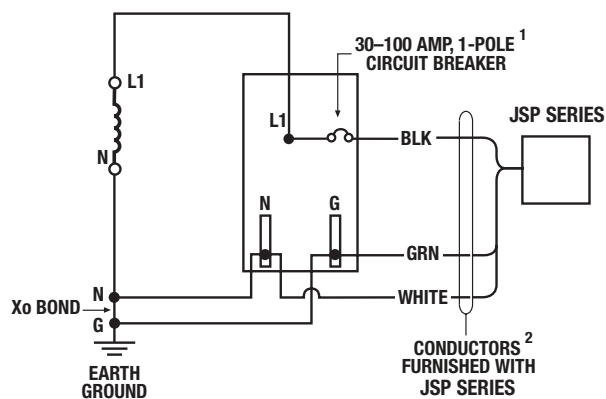 30–100 AMP, 1-POLE 1
CIRCUIT BREAKER
L1
L1
JSP SERIES
BLK
N
N
G
GRN
N
WHITE
Xo BOND
G
EARTH
GROUND
CONDUCTORS 2
FURNISHED WITH
JSP SERIES